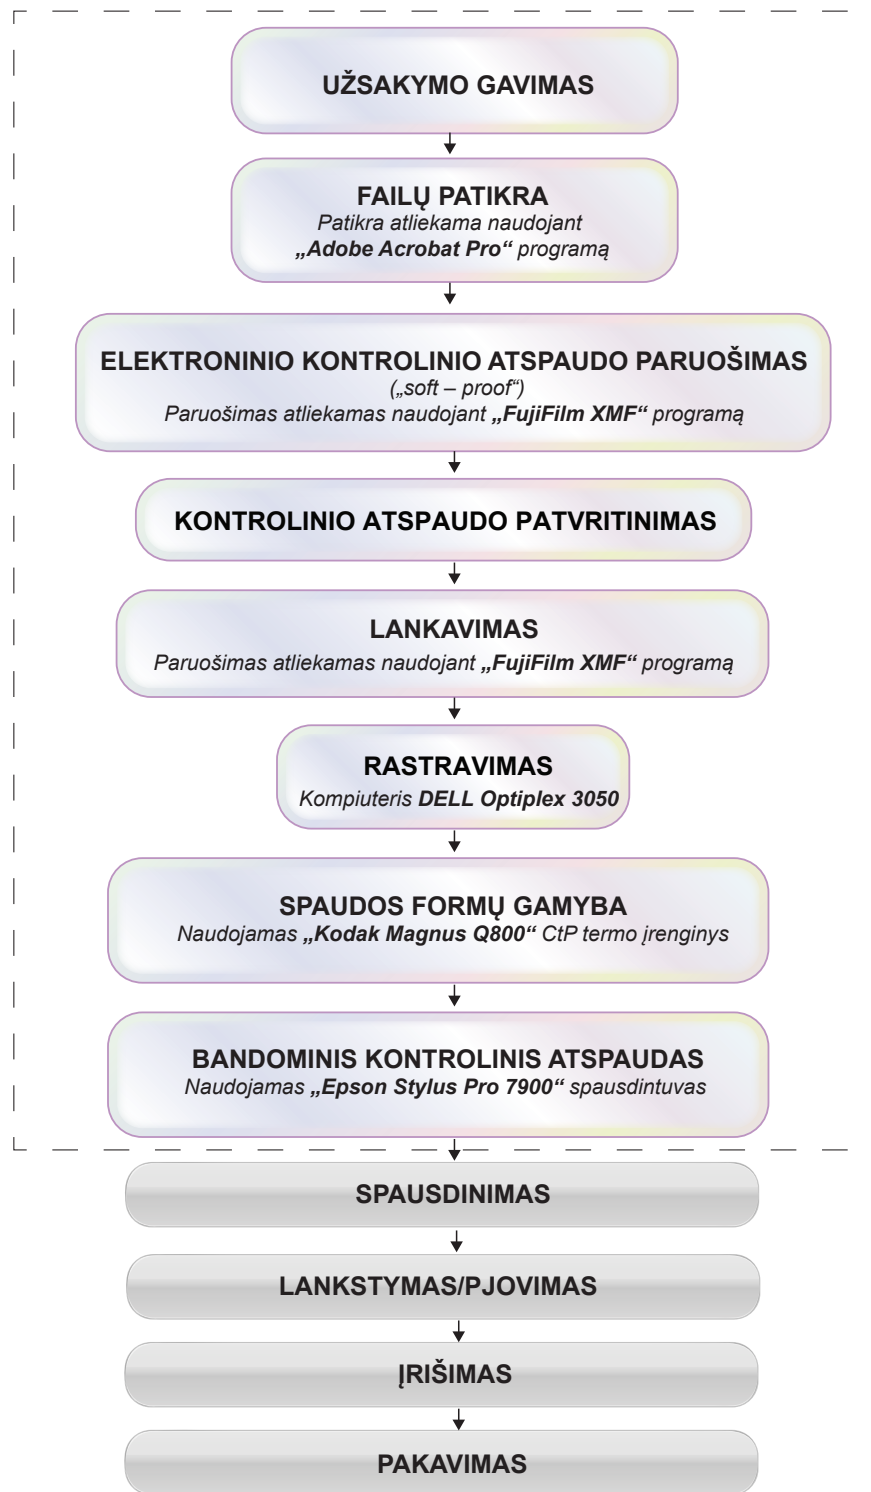 UŽSAKYMO GAVIMAS
FAILŲ PATIKRA
Patikra atliekama naudojant
„Adobe Acrobat Pro“ programą
ELEKTRONINIO KONTROLINIO ATSPAUDO PARUOŠIMAS
(„soft – proof“)
Paruošimas atliekamas naudojant „FujiFilm XMF“ programą
KONTROLINIO ATSPAUDO PATVRITINIMAS
LANKAVIMAS
Paruošimas atliekamas naudojant „FujiFilm XMF“ programą
RASTRAVIMAS
Kompiuteris DELL Optiplex 3050
SPAUDOS FORMŲ GAMYBA
Naudojamas „Kodak Magnus Q800“ CtP termo įrenginys
BANDOMINIS KONTROLINIS ATSPAUDAS
Naudojamas „Epson Stylus Pro 7900“ spausdintuvas
SPAUSDINIMAS
LANKSTYMAS/PJOVIMAS
ĮRIŠIMAS
PAKAVIMAS